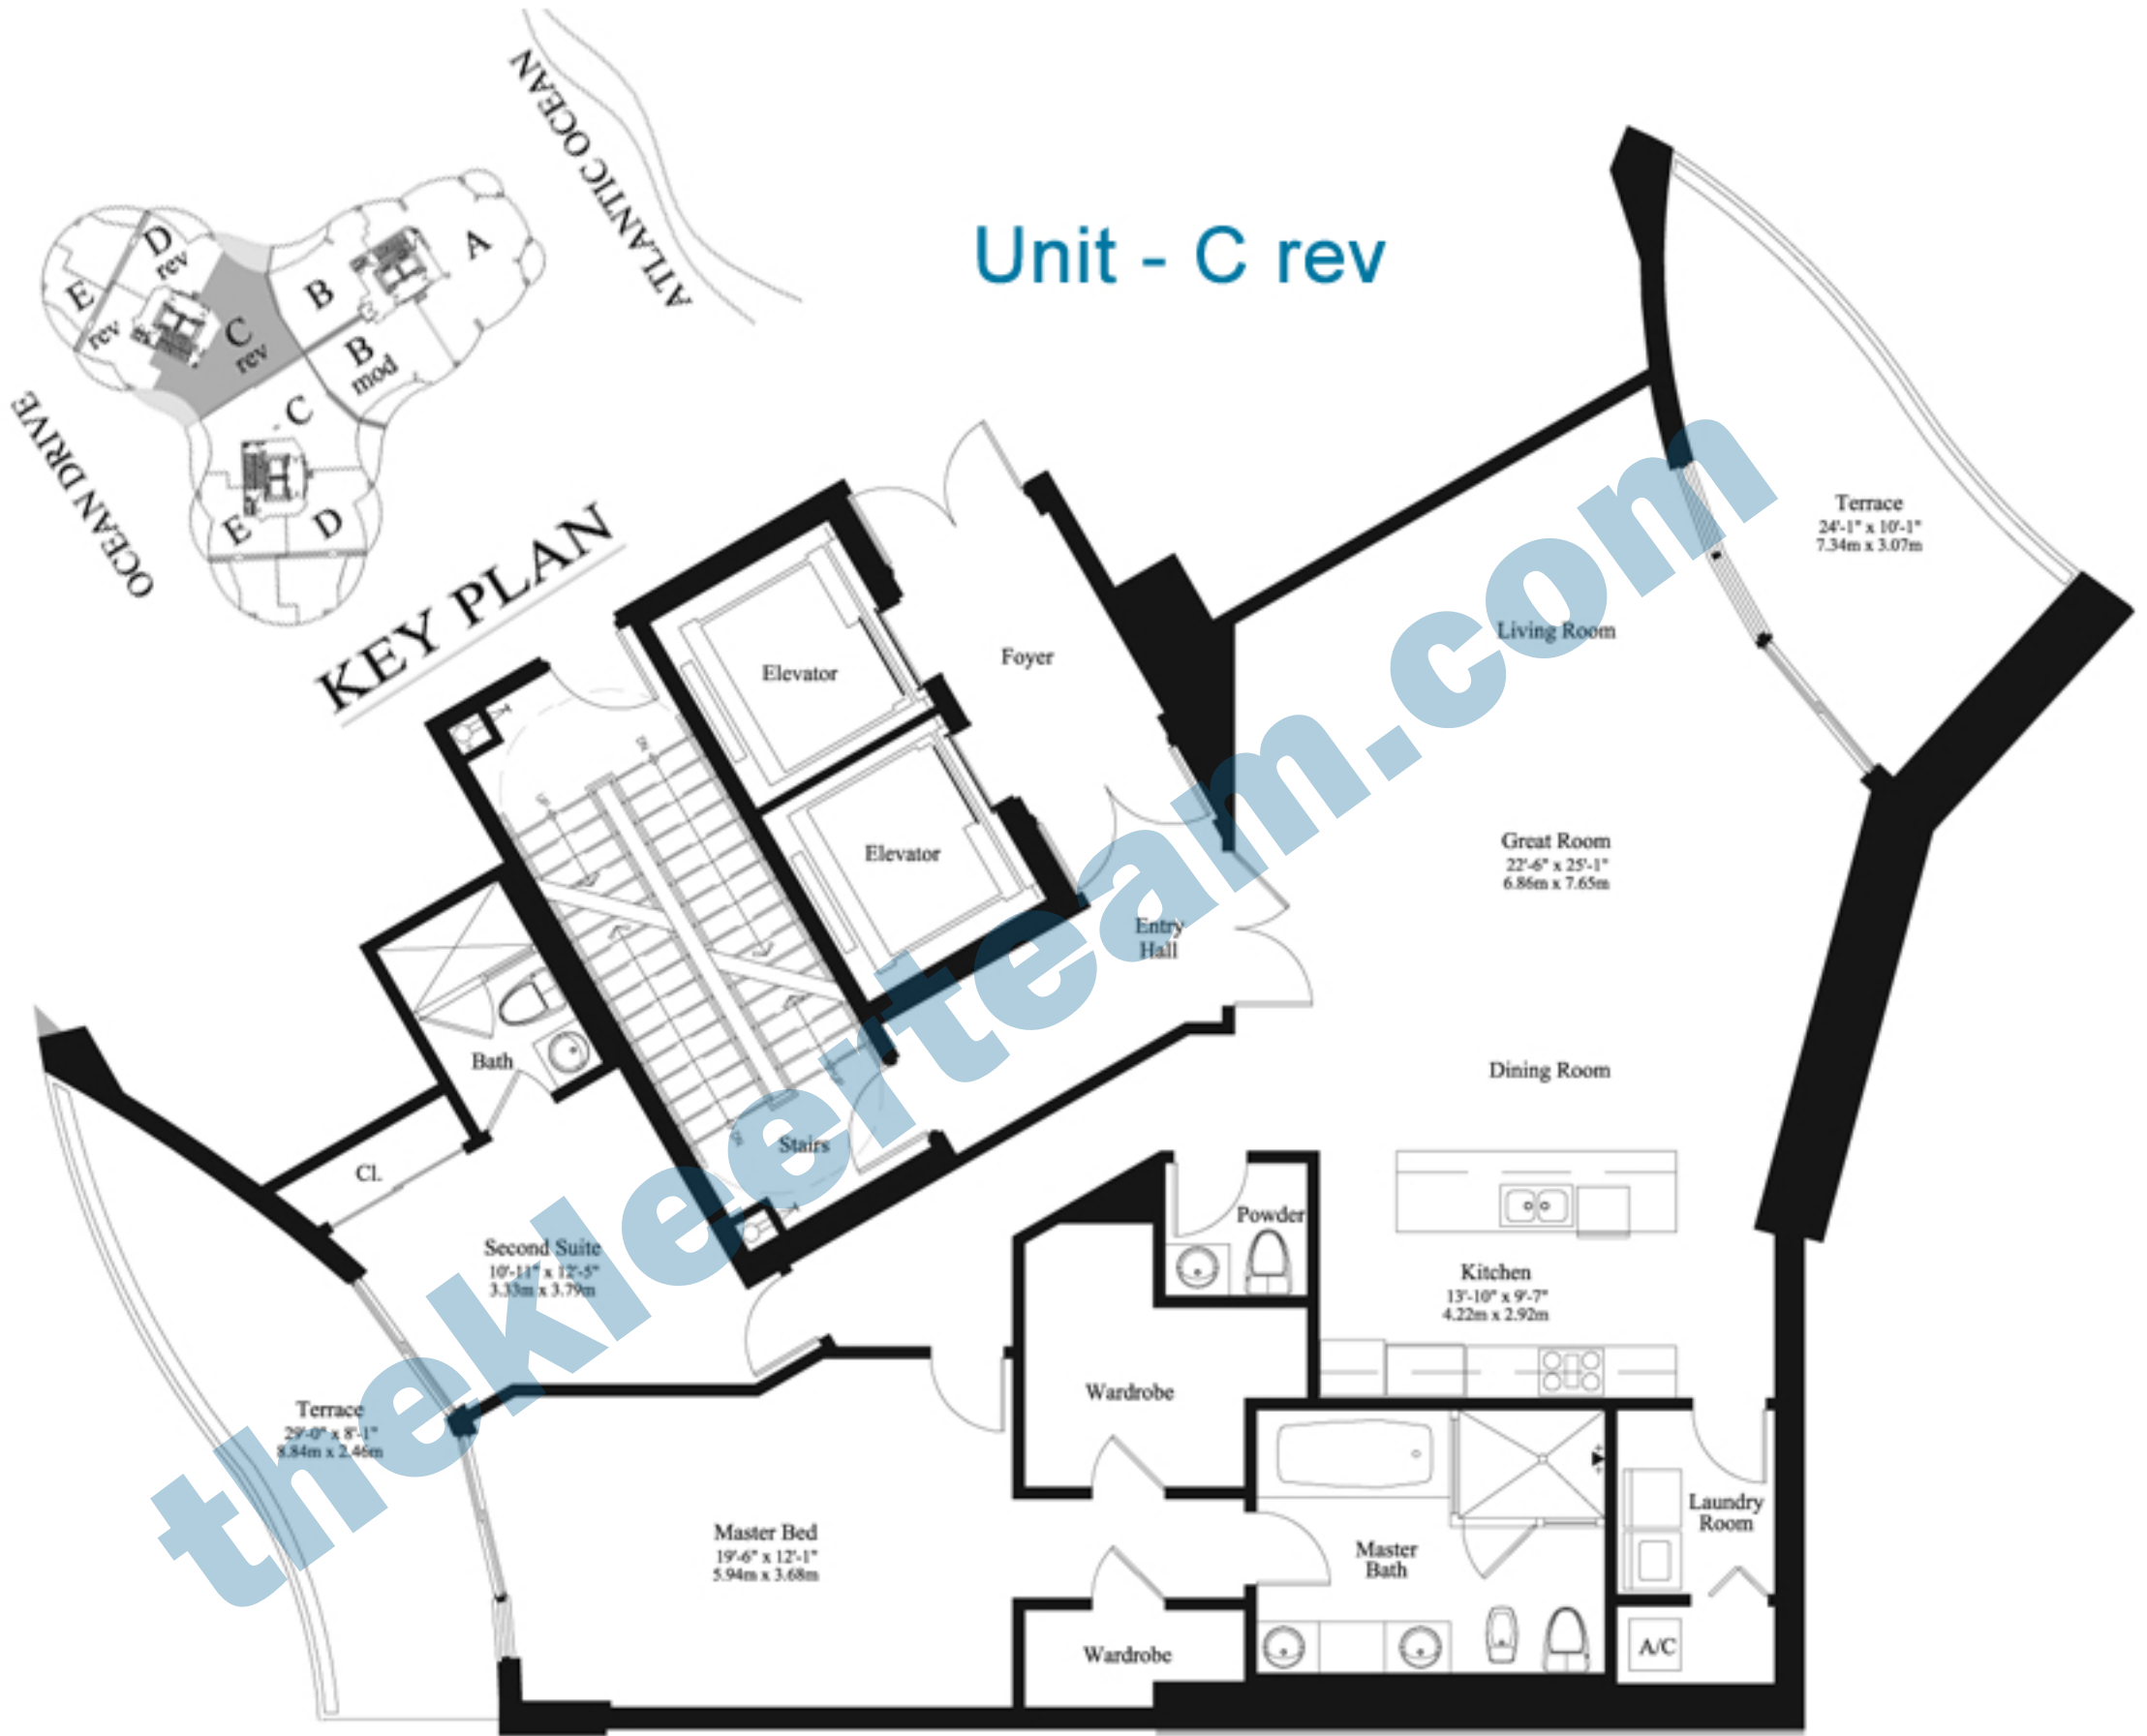 ATLANTIC OCEAN
Unit - C rev
D
rev
A
E
rev
B
C
rev
B
mod
C
E
D
OCEAN DRIVE
KEY PLAN
Terrace
24'-1" x 10'-1"
7.34m x 3.07m
Living Room
Foyer
Elevator
Elevator
Great Room
22'-6" x 25'-1"
6.86m x 7.65m
Entry
Hall
Bath
Dining Room
Stairs
Cl.
Powder
Second Suite
10'-11" x 12'-5"
3.33m x 3.79m
Kitchen
13'-10" x 9'-7"
4.22m x 2.92m
Wardrobe
Terrace
29'-0" x 8'-1"
8.84m x 2.46m
Laundry
Room
Master Bed
19'-6" x 12'-1"
5.94m x 3.68m
Master
Bath
Wardrobe
A/C
thekleerteam.com